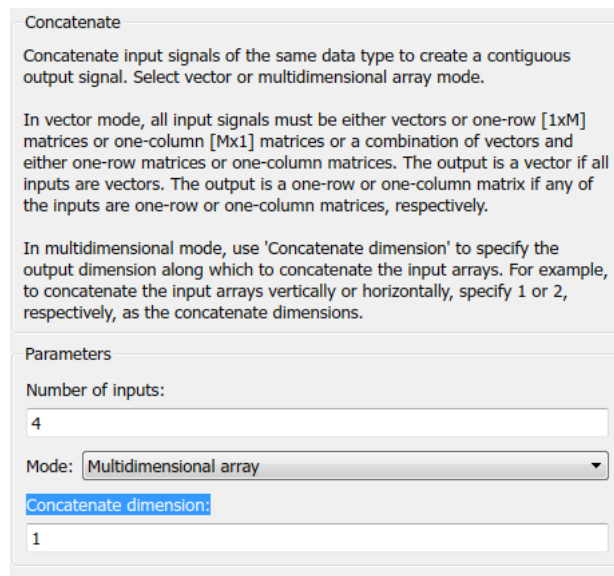 Concatenate
Concatenate input signals of the same data type to create a contiguous
output signal. Select vector or multidimensional array mode.
In vector mode, all input signals must be either vectors or one-row [1xM]
matrices or one-column [Mx1] matrices or a combination of vectors and
either one-row matrices or one-column matrices. The output is a vector if all
inputs are vectors. The output is a one-row or one-column matrix if any of
the inputs are one-row or one-column matrices, respectively.
In multidimensional mode, use 'Concatenate dimension' to specify the
output dimension along which to concatenate the input arrays. For example,
to concatenate the input arrays vertically or horizontally, specify 1 or 2,
respectively, as the concatenate dimensions.
Parameters
Number of inputs:
4
Mode: Multidimensional array
Concatenate dimension:
1